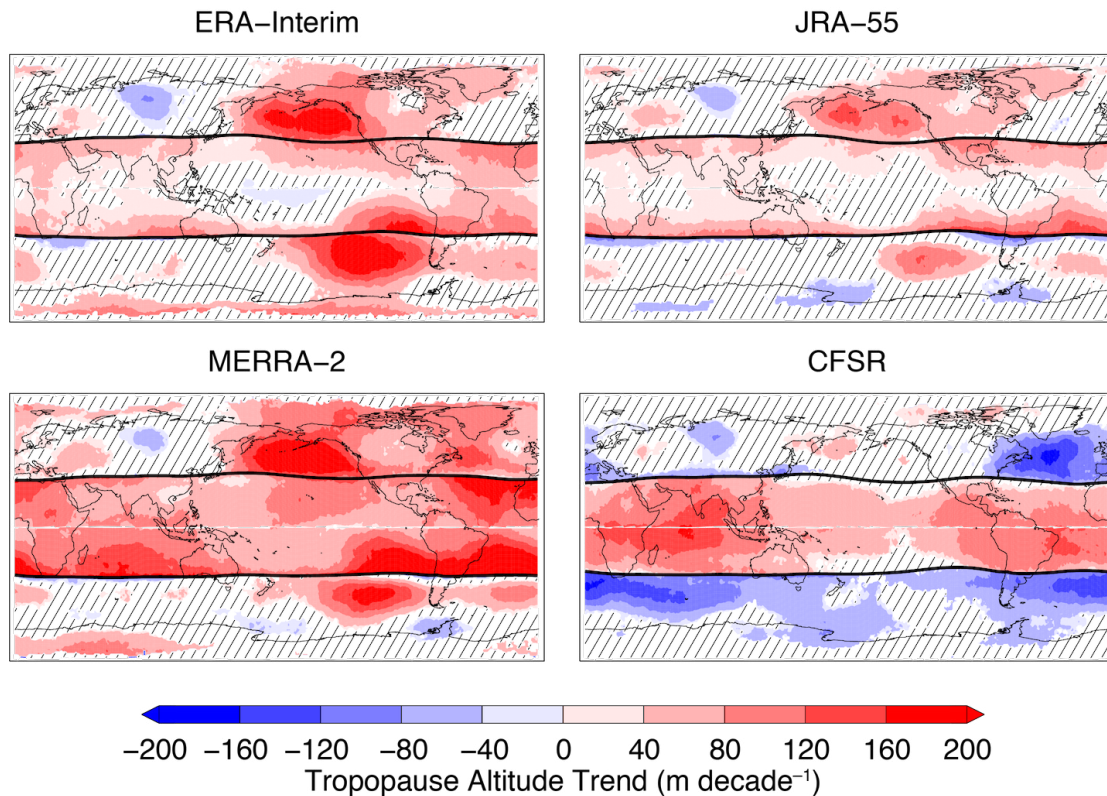 ERA−Interim
JRA−55
MERRA−2
CFSR
−200 −160 −120 −80 −40 0 40 80 120 160 200
Tropopause Altitude Trend (m decade⁻¹)